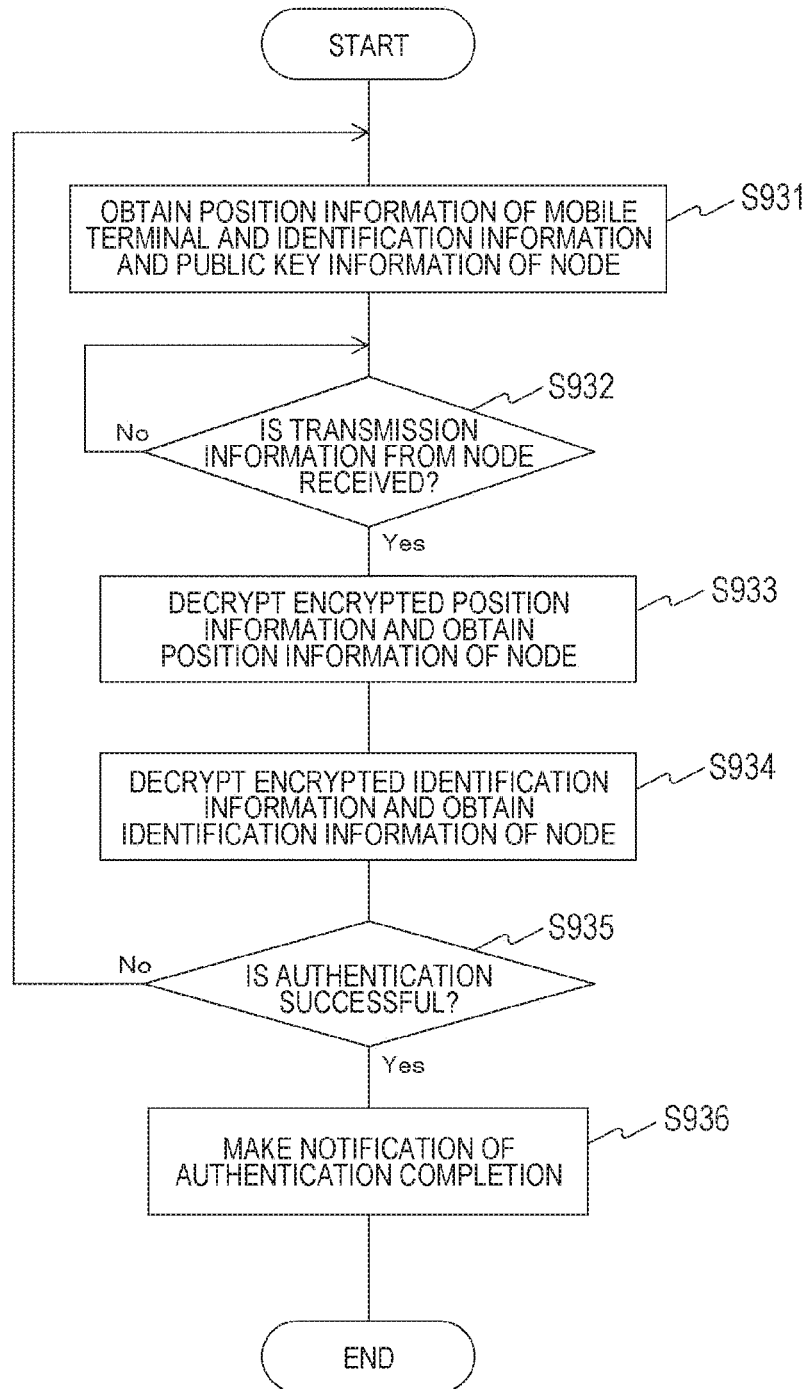 START
OBTAIN POSITION INFORMATION OF MOBILE
TERMINAL AND IDENTIFICATION INFORMATION
AND PUBLIC KEY INFORMATION OF NODE
S931
S932
No
IS TRANSMISSION
INFORMATION FROM NODE
RECEIVED?
Yes
S933
DECRYPT ENCRYPTED POSITION
INFORMATION AND OBTAIN
POSITION INFORMATION OF NODE
S934
DECRYPT ENCRYPTED IDENTIFICATION
INFORMATION AND OBTAIN
IDENTIFICATION INFORMATION OF NODE
S935
No
IS AUTHENTICATION
SUCCESSFUL?
Yes
S936
MAKE NOTIFICATION OF
AUTHENTICATION COMPLETION
END